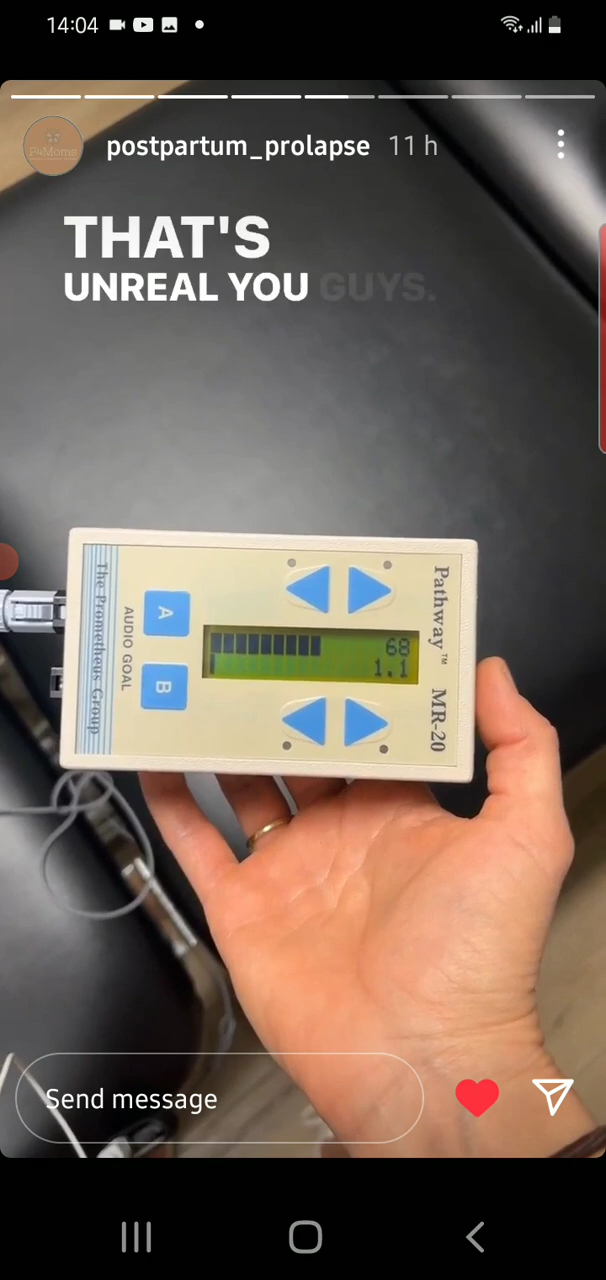 14:04
postpartum_prolapse 11 h
P4Moms
THAT'S
UNREAL YOU GUYS.
Pathway™ MR-20
68
1.1
A
B
AUDIO GOAL
The Prometheus Group
Send message